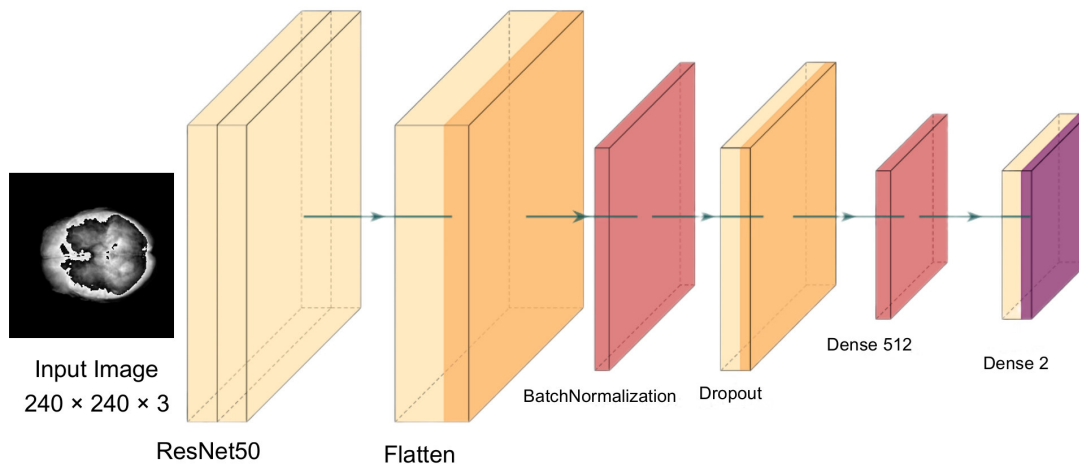 Input Image
240 × 240 × 3
ResNet50
Flatten
BatchNormalization
Dropout
Dense 512
Dense 2